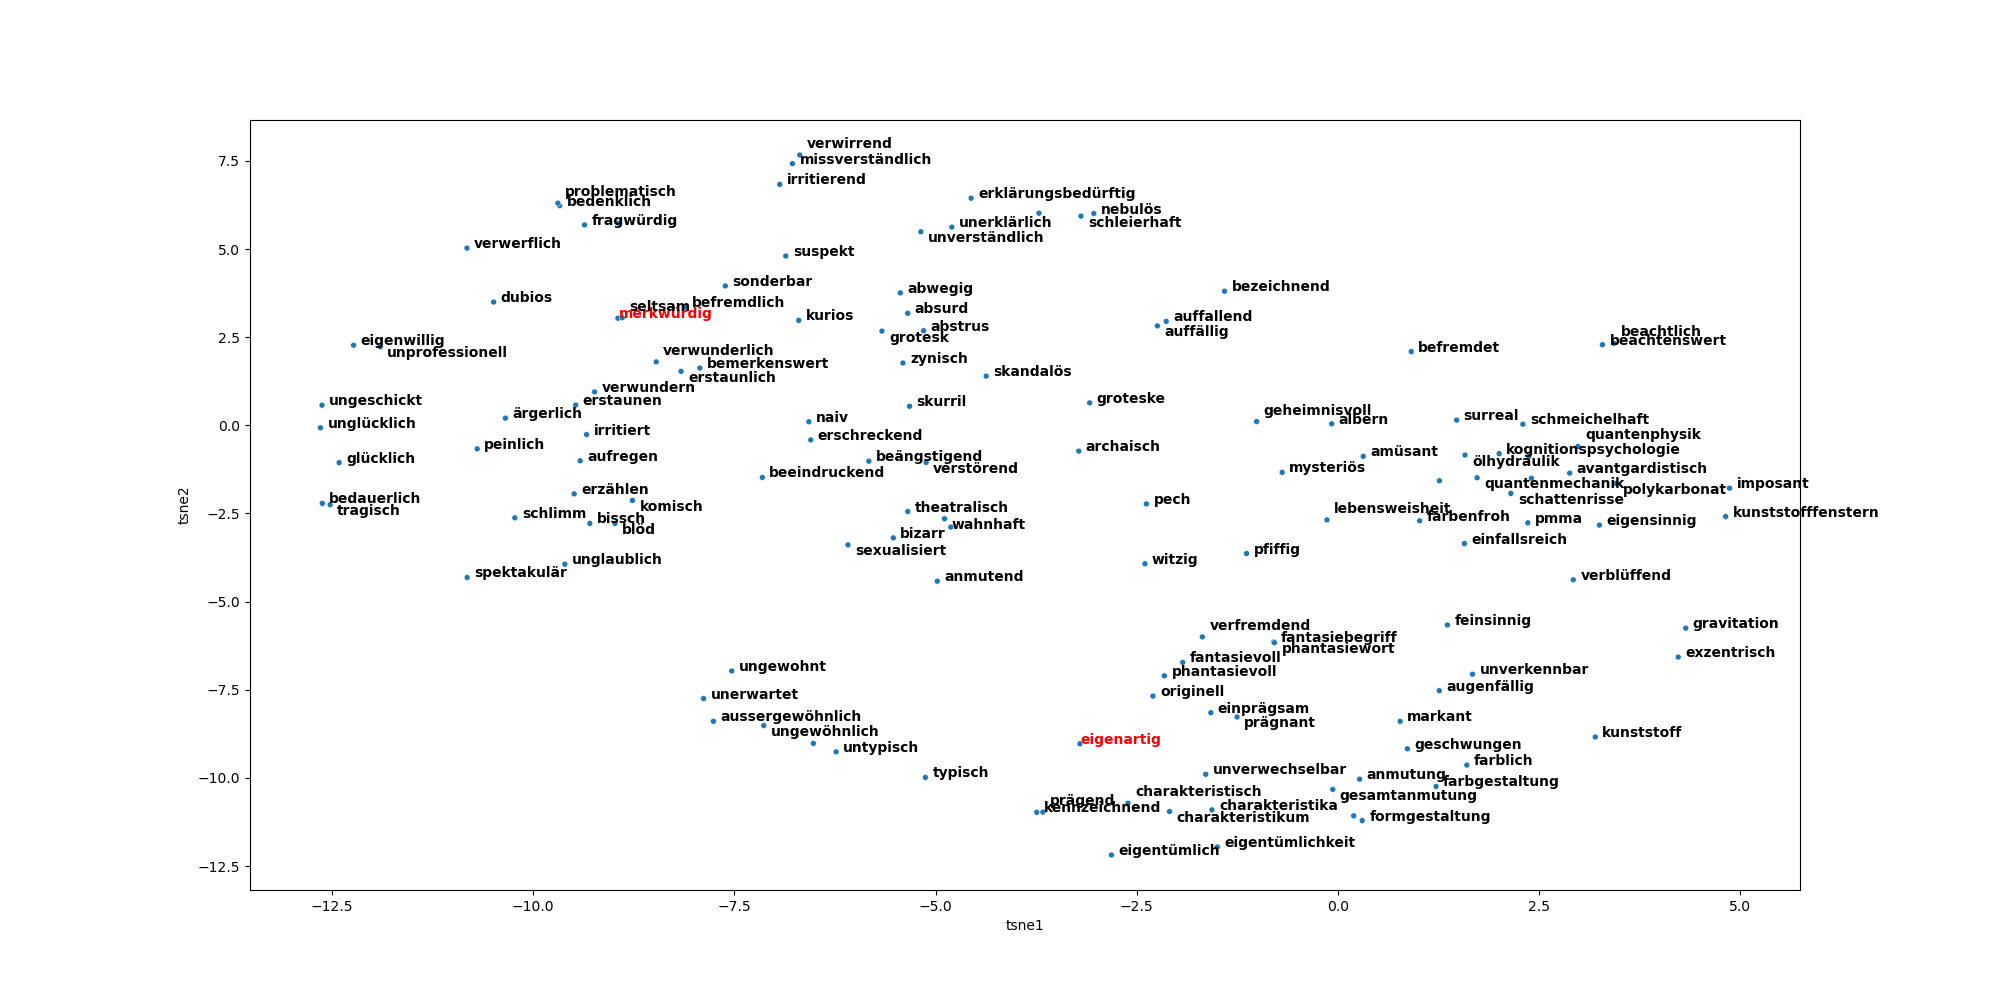 verwirrend
missverständlich
irritierend
problematisch
bedenklich
erklärungsbedürftig
nebulös
fragwürdig
unerklärlich
schleierhaft
unverständlich
verwerflich
suspekt
sonderbar
abwegig
bezeichnend
dubios
seltsam
befremdlich
absurd
merkwürdig
kurios
auffallend
abstrus
auffällig
beachtlich
grotesk
eigenwillig
beachtenswert
unprofessionell
verwunderlich
befremdet
zynisch
bemerkenswert
erstaunlich
skandalös
verwundern
ungeschickt
erstaunen
skurril
groteske
ärgerlich
geheimnisvoll
unglücklich
naiv
albern
surreal
schmeichelhaft
irritiert
erschreckend
quantenphysik
peinlich
archaisch
kognitionspsychologie
glücklich
aufregen
beängstigend
amüsant
ölhydraulik
verstörend
beeindruckend
mysteriös
avantgardistisch
quantenmechanik
imposant
erzählen
polykarbonat
bedauerlich
komisch
pech
schattenrisse
tragisch
theatralisch
lebensweisheit
schlimm
bissch
kunststofffenstern
farbenfroh
pmma
eigensinnig
blöd
wahnhaft
bizarr
einfallsreich
sexualisiert
pfiffig
unglaublich
witzig
spektakulär
anmutend
verblüffend
verfremdend
feinsinnig
gravitation
fantasiebegriff
phantasiewort
exzentrisch
fantasievoll
ungewohnt
phantasievoll
unverkennbar
augenfällig
unerwartet
originell
einprägsam
aussergewöhnlich
prägnant
markant
ungewöhnlich
kunststoff
eigenartig
untypisch
geschwungen
farblich
typisch
unverwechselbar
anmutung
farbgestaltung
charakteristisch
gesamtanmutung
prägend
kennzeichnend
charakteristika
charakteristikum
formgestaltung
eigentümlichkeit
eigentümlich
7.5
5.0
2.5
0.0
−2.5
−5.0
−7.5
−10.0
−12.5
tsne2
−12.5 −10.0 −7.5 −5.0 −2.5 0.0 2.5 5.0
tsne1